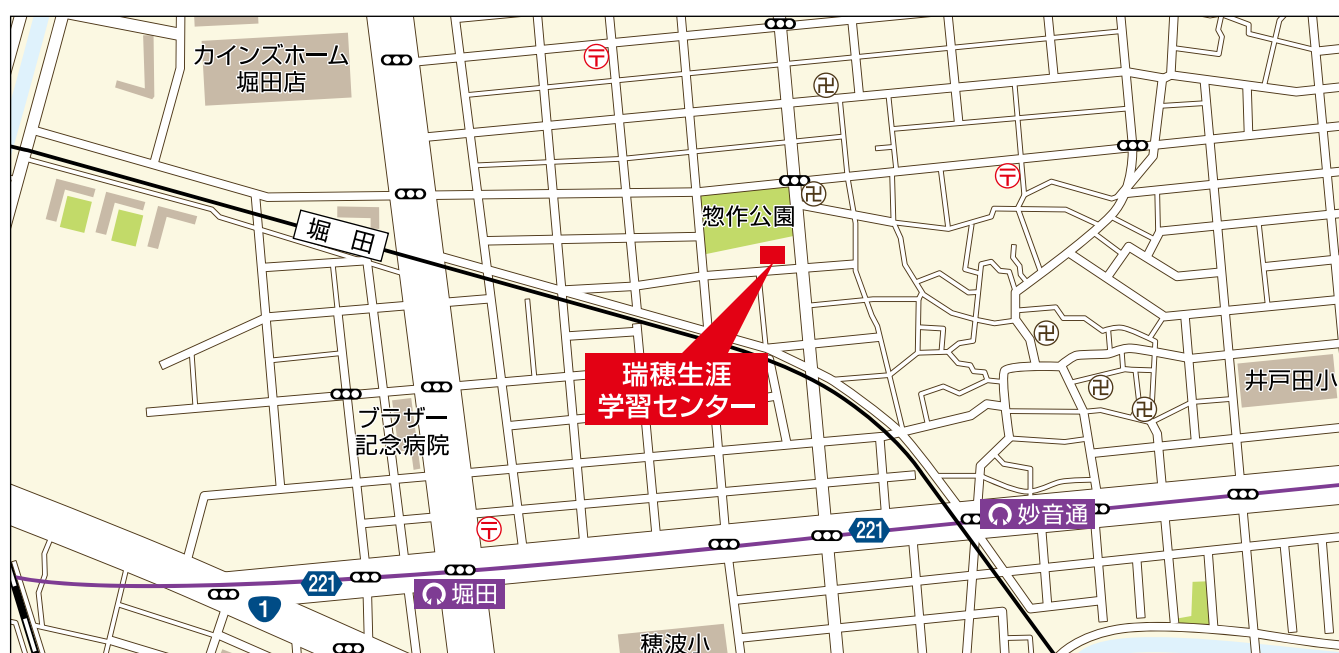 カインズホーム
堀田店
惣作公園
堀 田
瑞穂生涯
学習センター
井戸田小
ブラザー
記念病院
妙音通
221
221
堀田
1
穂波小